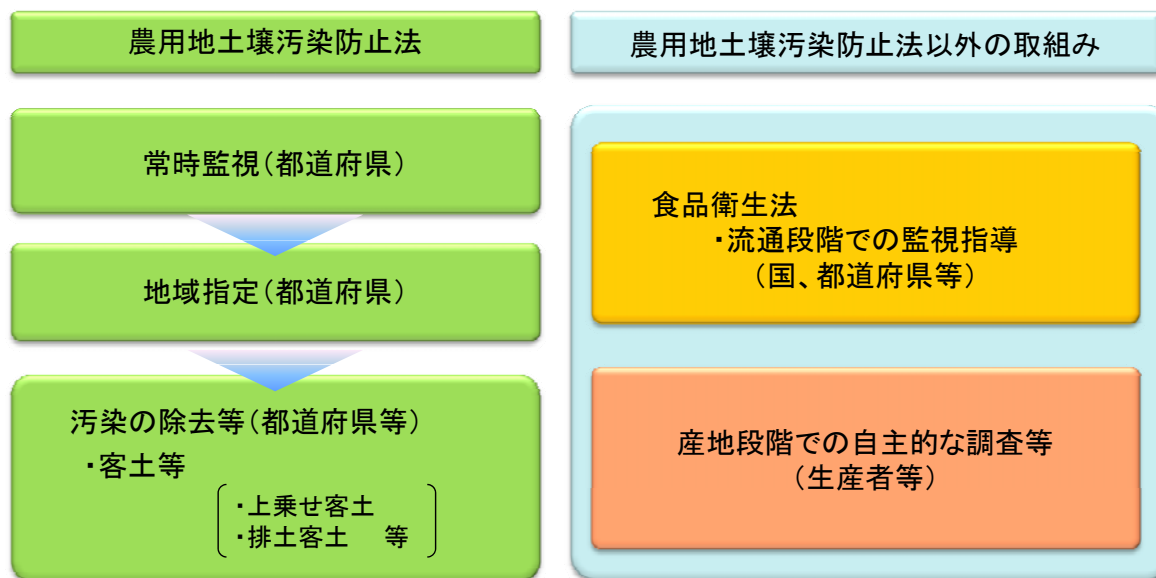 農用地土壌汚染防止法
常時監視(都道府県)
地域指定(都道府県)
汚染の除去等(都道府県等)
・客土等
・上乗せ客土
・排土客土 等
農用地土壌汚染防止法以外の取組み
食品衛生法
・流通段階での監視指導
(国、都道府県等)
産地段階での自主的な調査等
(生産者等)